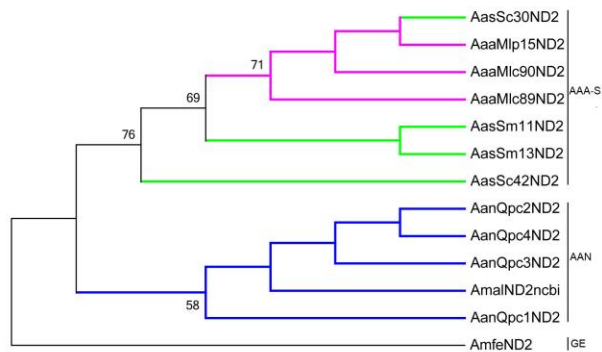 AasSc30ND2
AaaMlp15ND2
71
AaaMlc90ND2
AAA-S
69
AaaMlc89ND2
AasSm11ND2
76
AasSm13ND2
AasSc42ND2
AanQpc2ND2
AanQpc4ND2
AAN
AanQpc3ND2
AmalND2ncbi
58
AanQpc1ND2
AmfeND2
GE